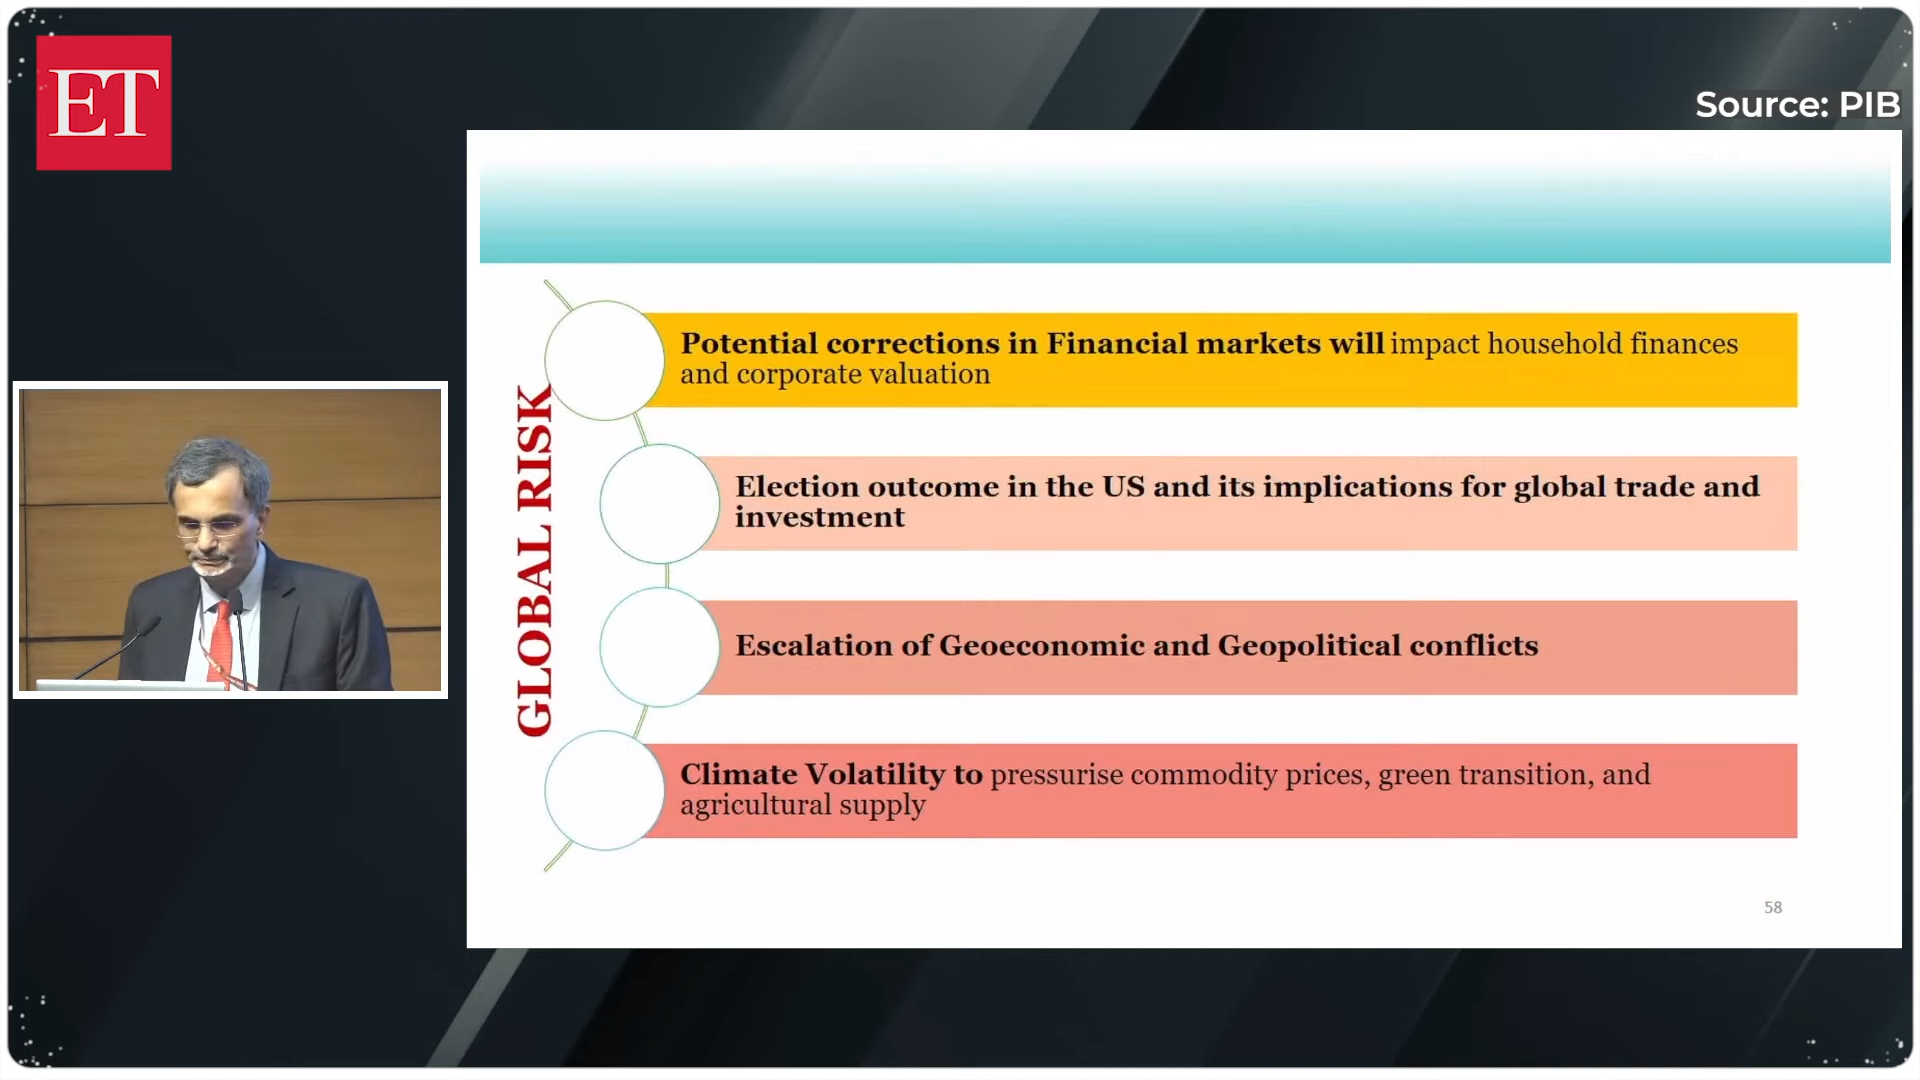 ET
Source: PIB
GLOBAL RISK
Potential corrections in Financial markets will impact household finances
and corporate valuation
Election outcome in the US and its implications for global trade and
investment
Escalation of Geoeconomic and Geopolitical conflicts
Climate Volatility to pressurise commodity prices, green transition, and
agricultural supply
58